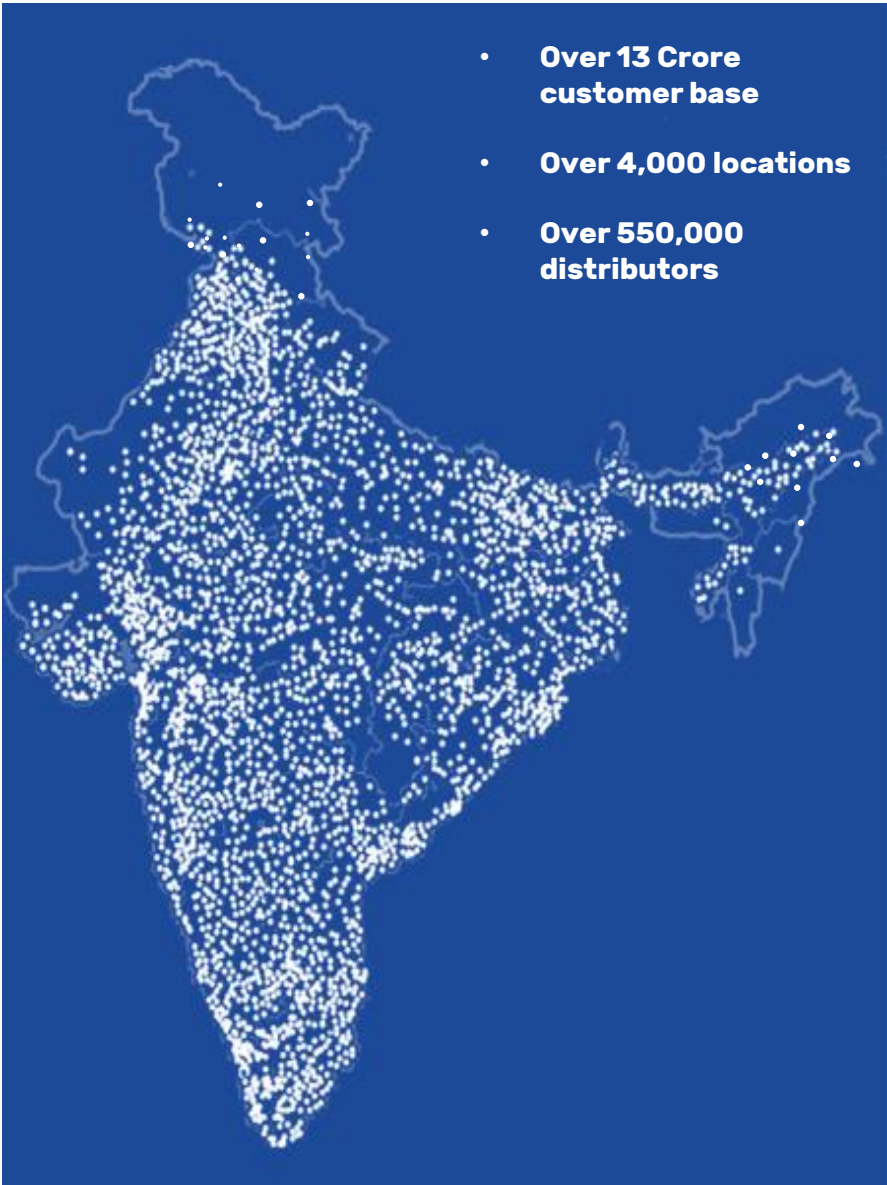 • Over 13 Crore
customer base
• Over 4,000 locations
• Over 550,000
distributors